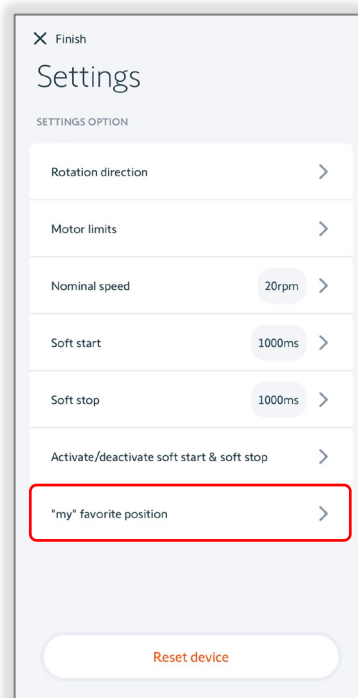 Finish
Settings
SETTINGS OPTION
Rotation direction
Motor limits
Nominal speed 20rpm
Soft start 1000ms
Soft stop 1000ms
Activate/deactivate soft start & soft stop
"my" favorite position
Reset device